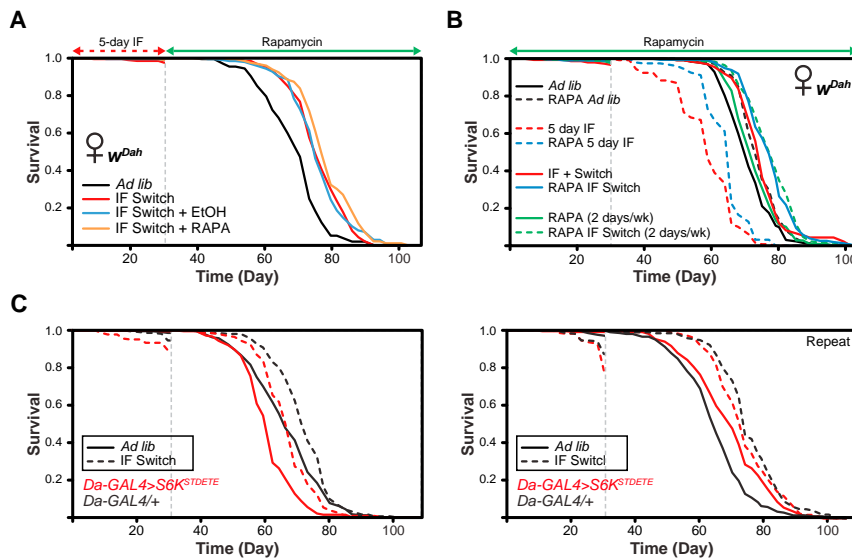 A
5-day IF
Rapamycin
1.0
0.8
0.6
0.4
0.2
Survival
♀ w^Dah
Ad lib
IF Switch
IF Switch + EtOH
IF Switch + RAPA
20 40 60 80 100
Time (Day)
B
Rapamycin
1.0
0.8
0.6
0.4
0.2
Survival
Ad lib
RAPA Ad lib
5 day IF
RAPA 5 day IF
IF + Switch
RAPA IF Switch
RAPA (2 days/wk)
RAPA IF Switch (2 days/wk)
♀ w^Dah
20 40 60 80 100
Time (Day)
C
1.0
0.8
0.6
0.4
0.2
Survival
Ad lib
IF Switch
Da-GAL4>S6K^STDETE
Da-GAL4/+
20 40 60 80 100
Time (Day)
Repeat
1.0
0.8
0.6
0.4
0.2
Survival
Ad lib
IF Switcl
Da-GAL4>S6K^STDETE
Da-GAL4/+
20 40 60 80 100
Time (Day)